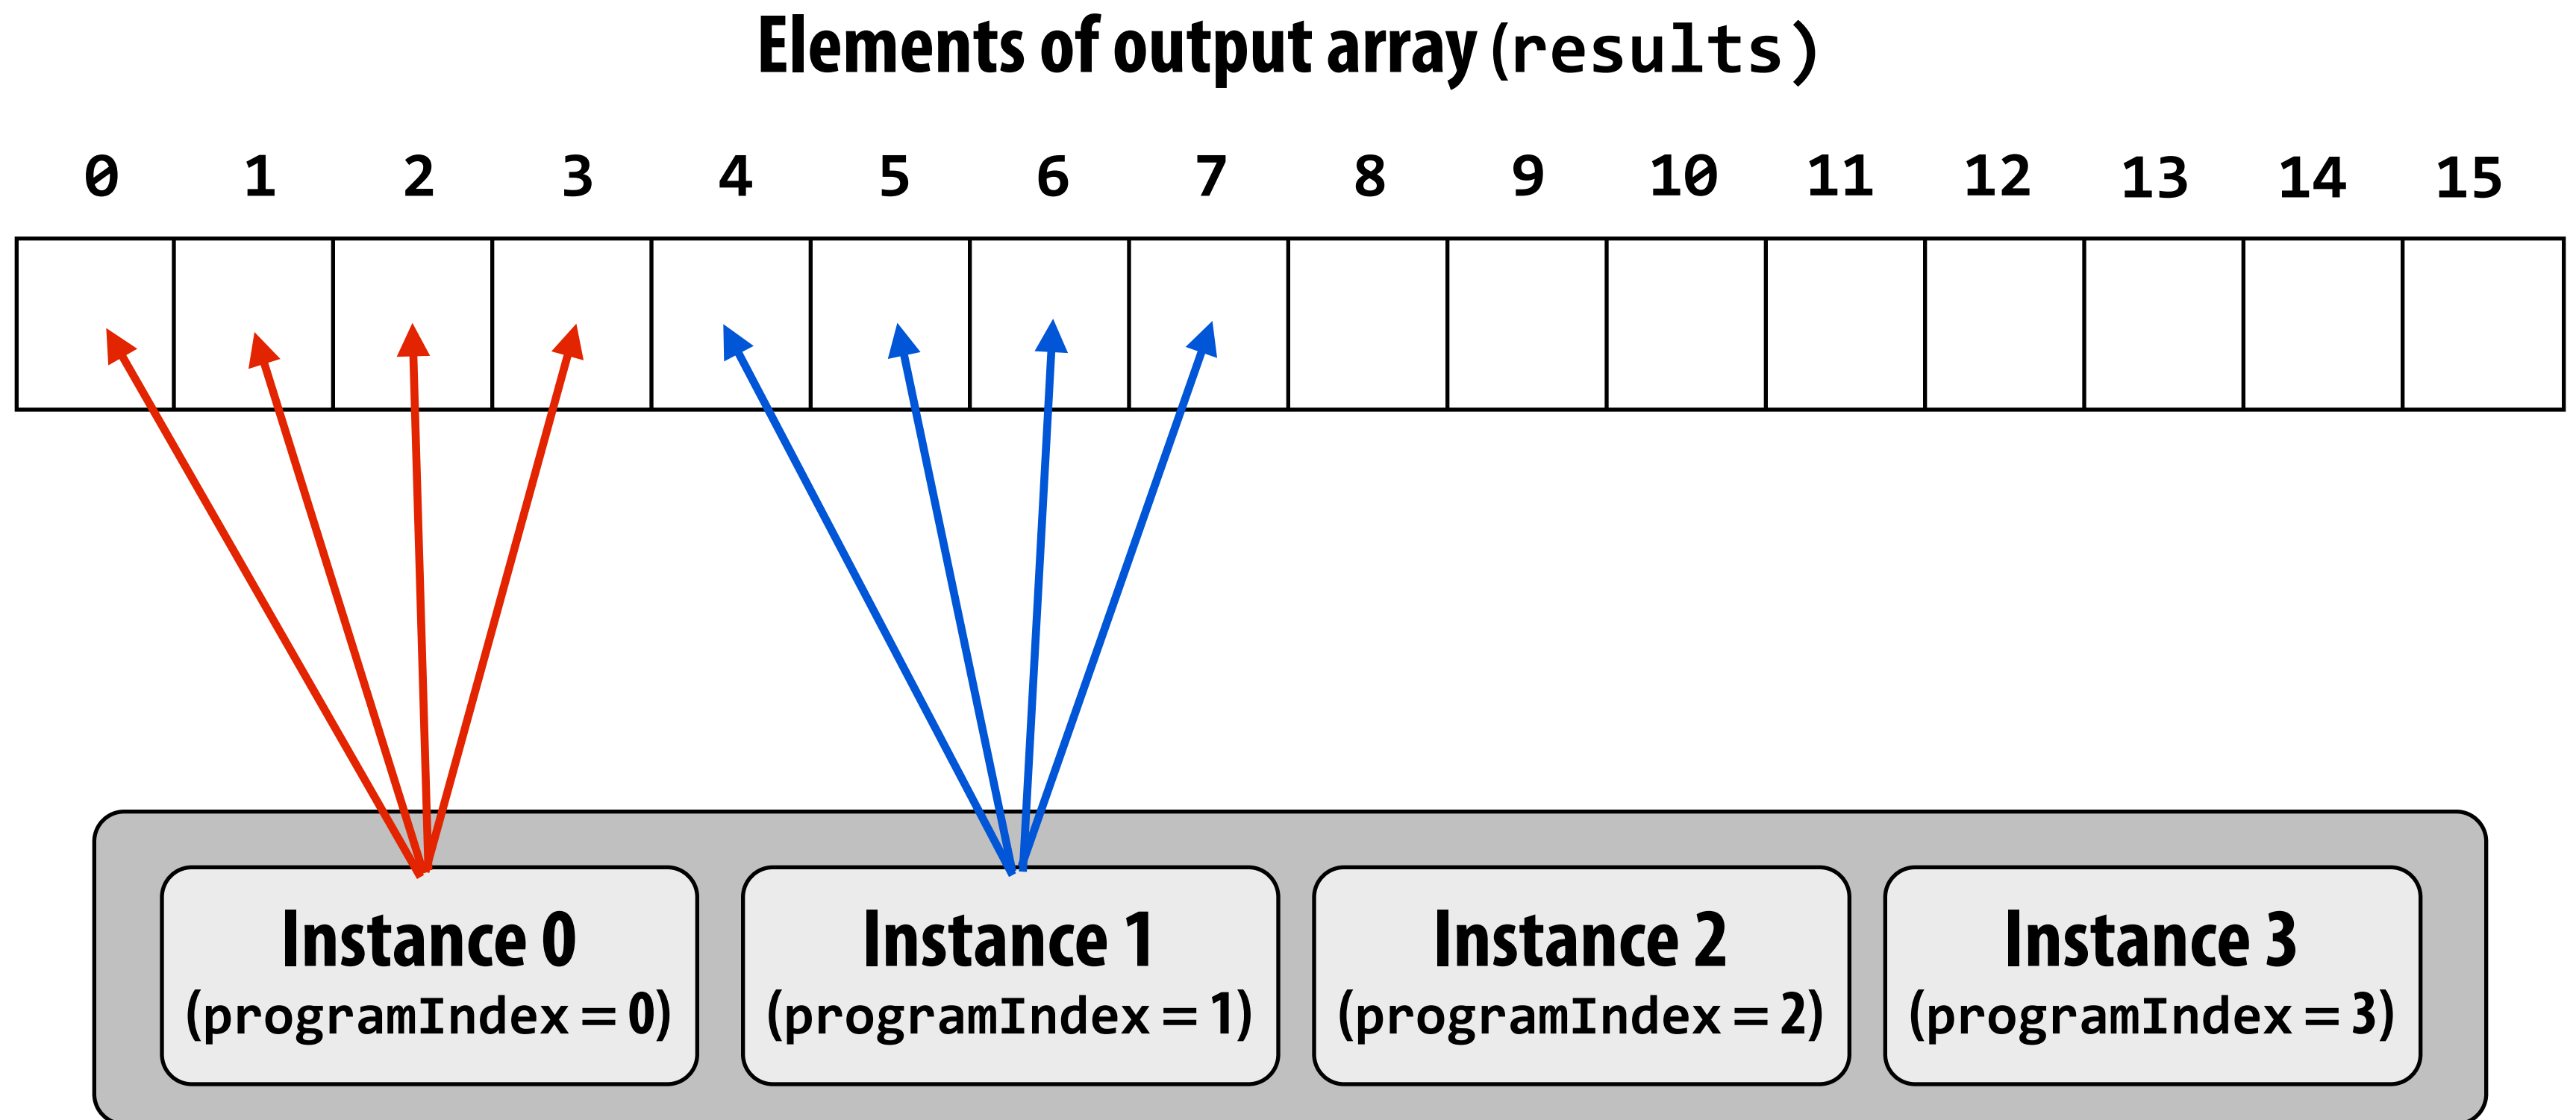 Elements of output array (results)
0 1 2 3 4 5 6 7 8 9 10 11 12 13 14 15
Instance 0
(programIndex = 0)
Instance 1
(programIndex = 1)
Instance 2
(programIndex = 2)
Instance 3
(programIndex = 3)